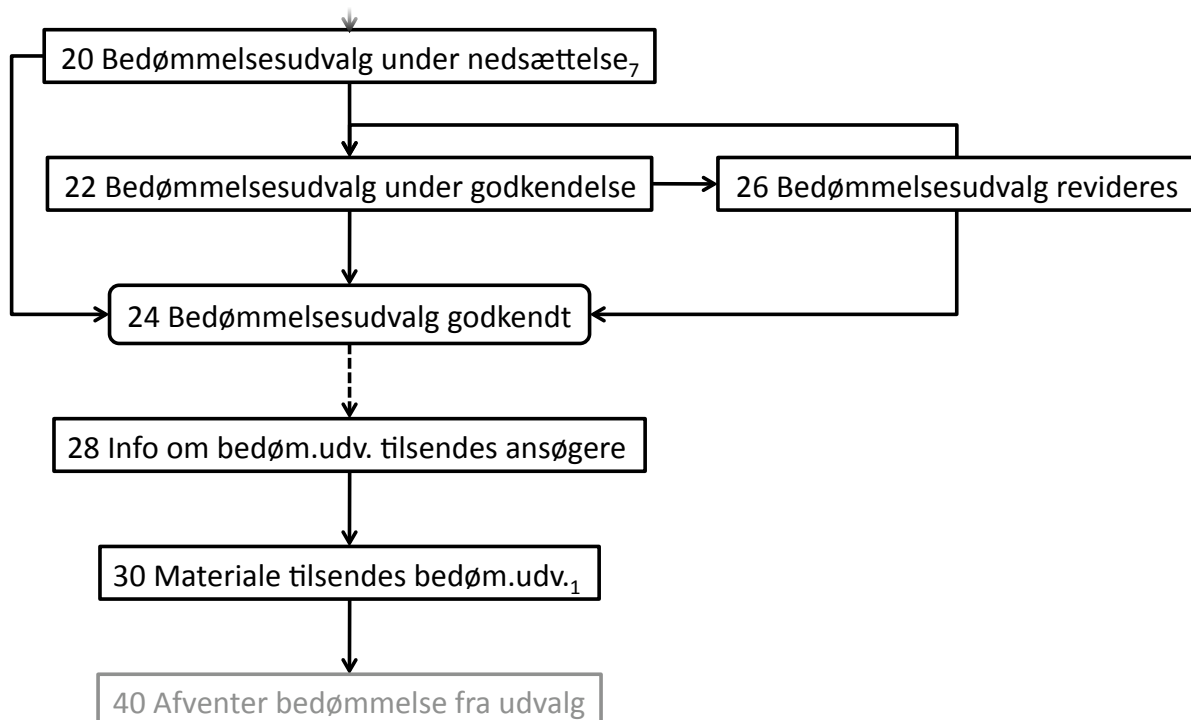 20 Bedømmelsesudvalg under nedsættelse₇
22 Bedømmelsesudvalg under godkendelse
26 Bedømmelsesudvalg revideres
24 Bedømmelsesudvalg godkendt
28 Info om bedøm.udv. tilsendes ansøgere
30 Materiale tilsendes bedøm.udv.₁
40 Afventer bedømmelse fra udvalg